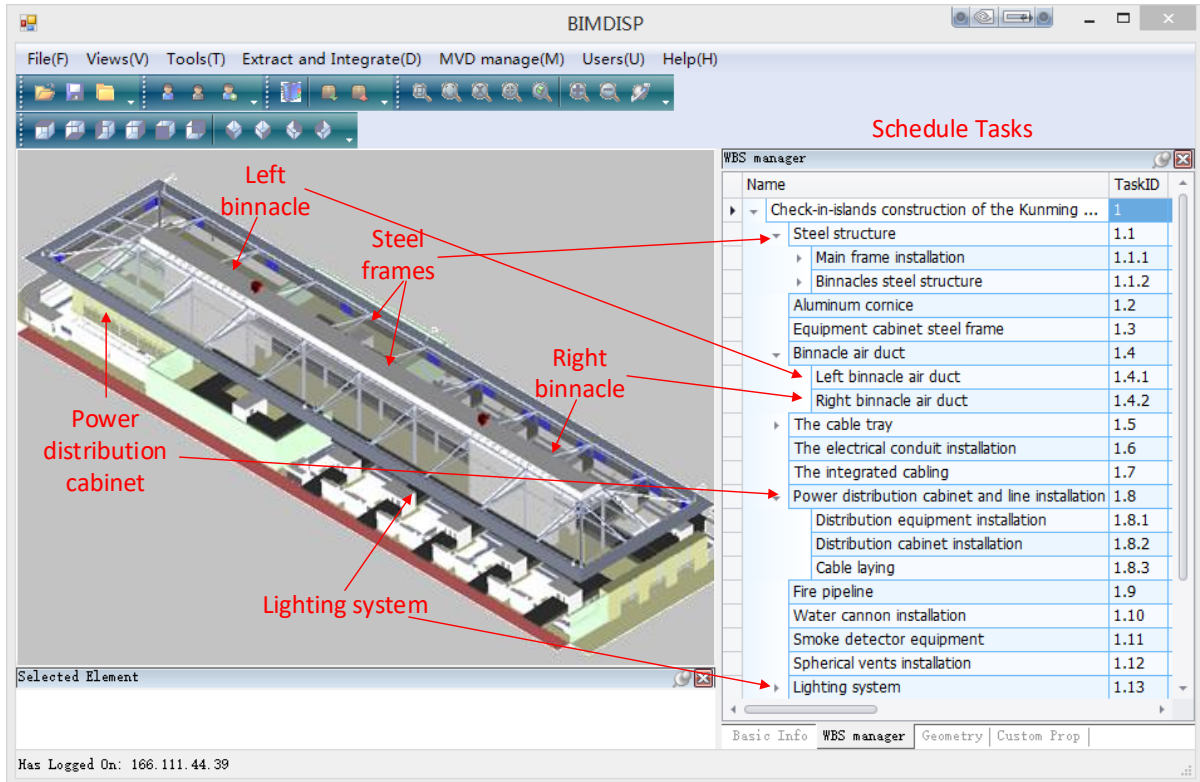 BIMDISP
File(F) Views(V) Tools(T) Extract and Integrate(D) MVD manage(M) Users(U) Help(H)
Schedule Tasks
Left
binnacle
Steel
frames
Right
binnacle
Power
distribution
cabinet
Lighting system
WBS manager
Name TaskID
Check-in-islands construction of the Kunming ... 1
Steel structure 1.1
Main frame installation 1.1.1
Binnacles steel structure 1.1.2
Aluminum cornice 1.2
Equipment cabinet steel frame 1.3
Binnacle air duct 1.4
Left binnacle air duct 1.4.1
Right binnacle air duct 1.4.2
The cable tray 1.5
The electrical conduit installation 1.6
The integrated cabling 1.7
Power distribution cabinet and line installation 1.8
Distribution equipment installation 1.8.1
Distribution cabinet installation 1.8.2
Cable laying 1.8.3
Fire pipeline 1.9
Water cannon installation 1.10
Smoke detector equipment 1.11
Spherical vents installation 1.12
Lighting system 1.13
Selected Element
Basic Info WBS manager Geometry Custom Prop
Has Logged On: 166.111.44.39